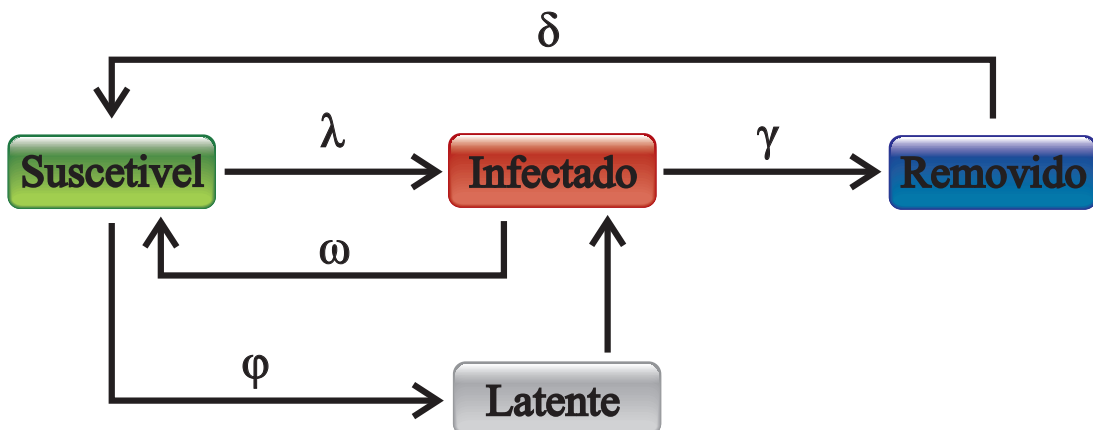 δ
λ
γ
Suscetivel
Infectado
Removido
ω
φ
Latente